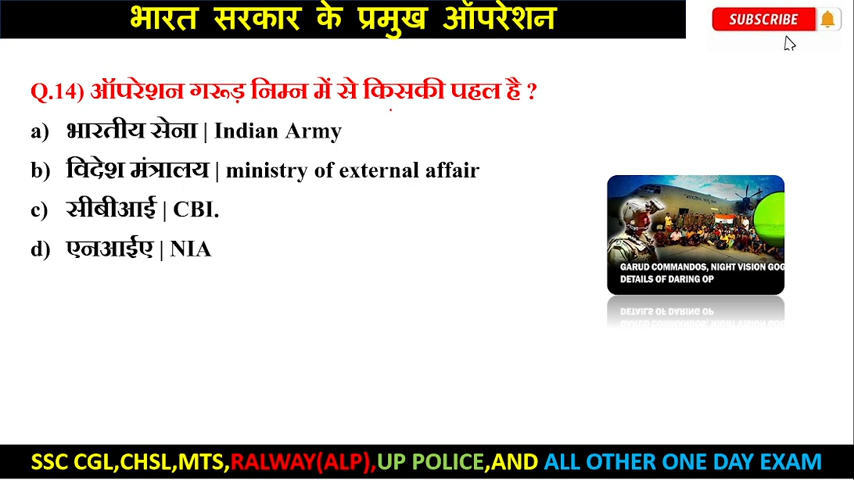 भारत सरकार के प्रमुख ऑपरेशन
SUBSCRIBE
Q.14) ऑपरेशन गरूड़ निम्न में से किसकी पहल है ?
a) भारतीय सेना | Indian Army
b) विदेश मंत्रालय | ministry of external affair
c) सीबीआई | CBI.
d) एनआईए | NIA
GARUD COMMANDOS, NIGHT VISION GOG
DETAILS OF DARING OP
SSC CGL,CHSL,MTS,RALWAY(ALP),UP POLICE,AND ALL OTHER ONE DAY EXAM